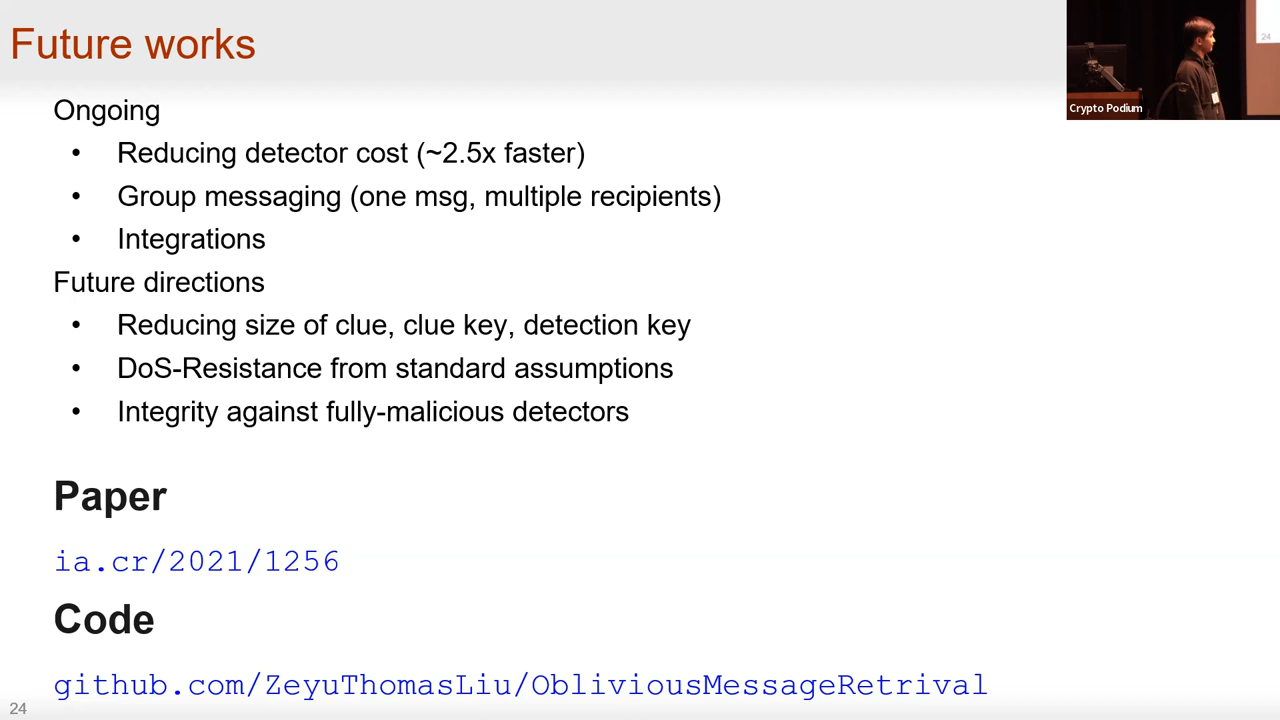 Future works
24
Crypto Podium
Ongoing
• Reducing detector cost (~2.5x faster)
• Group messaging (one msg, multiple recipients)
• Integrations
Future directions
• Reducing size of clue, clue key, detection key
• DoS-Resistance from standard assumptions
• Integrity against fully-malicious detectors
Paper
ia.cr/2021/1256
Code
github.com/ZeyuThomasLiu/ObliviousMessageRetrival
24